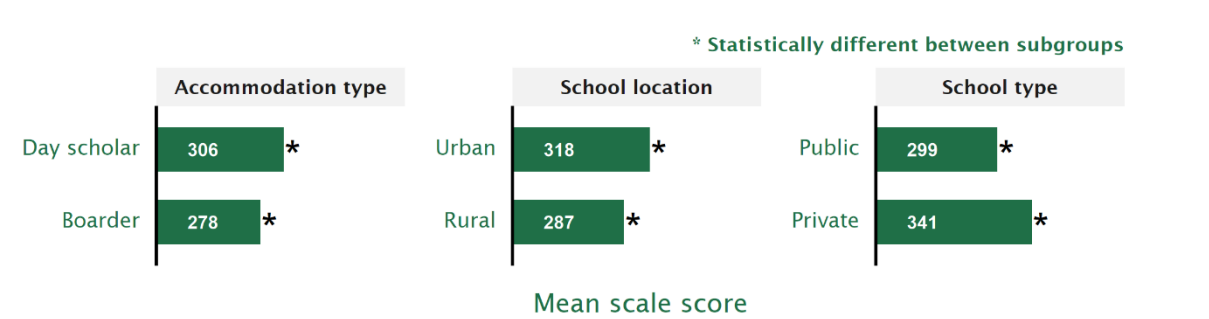 * Statistically different between subgroups
Accommodation type
School location
School type
Day scholar 306 *
Urban 318 *
Public 299 *
Boarder 278 *
Rural 287 *
Private 341 *
Mean scale score